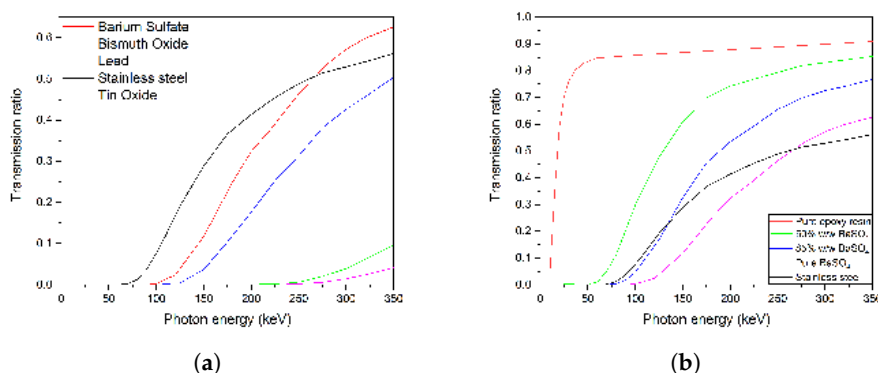 Barium Sulfate
Bismuth Oxide
Lead
Stainless steel
Tin Oxide
0.6
0.5
0.4
0.3
0.2
0.1
0.0
Transmission ratio
0 50 100 150 200 250 300 350
Photon energy (keV)
(a)
1.0
0.9
0.8
0.7
0.6
0.5
0.4
0.3
0.2
0.1
0.0
Transmission ratio
Pure epoxy resin
w/w
w/w
Stainless steel
0 50 100 150 200 250 300 350
Photon energy (keV)
(b)